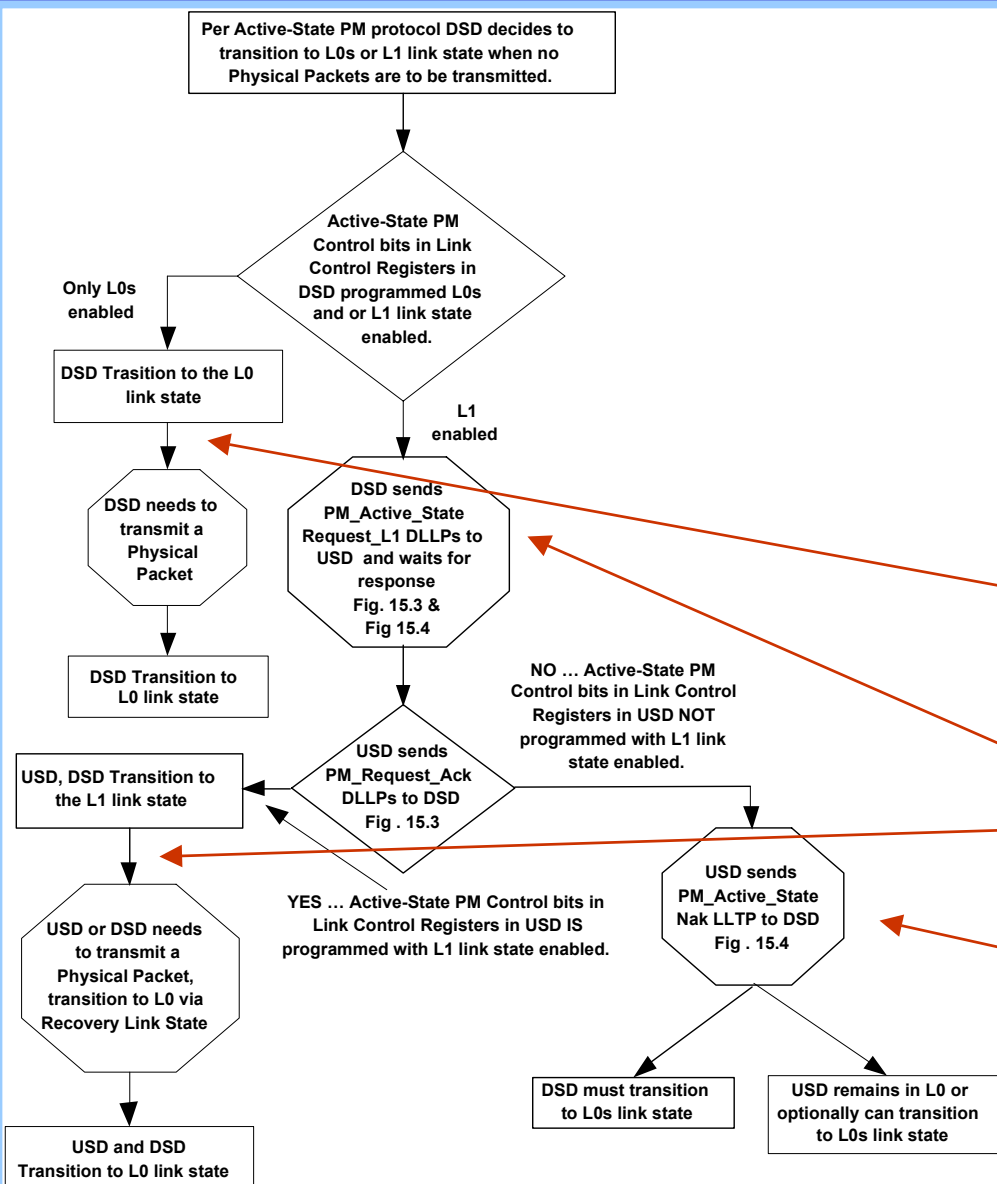 Per Active-State PM protocol DSD decides to
transition to L0s or L1 link state when no
Physical Packets are to be transmitted.
Active-State PM
Control bits in Link
Control Registers in
DSD programmed L0s
and or L1 link state
enabled.
Only L0s
enabled
DSD Trasition to the L0
link state
L1
enabled
DSD needs to
transmit a
Physical
Packet
DSD sends
PM_Active_State
Request_L1 DLLPs to
USD and waits for
response
Fig. 15.3 &
Fig 15.4
DSD Transition to
L0 link state
NO … Active-State PM
Control bits in Link Control
Registers in USD NOT
programmed with L1 link
state enabled.
USD, DSD Transition to
the L1 link state
USD sends
PM_Request_Ack
DLLPs to DSD
Fig . 15.3
YES … Active-State PM Control bits in
Link Control Registers in USD IS
programmed with L1 link state enabled.
USD sends
PM_Active_State
Nak LLTP to DSD
Fig . 15.4
USD or DSD needs
to transmit a
Physical Packet,
transition to L0 via
Recovery Link State
DSD must transition
to L0s link state
USD remains in L0 or
optionally can transition
to L0s link state
USD and DSD
Transition to L0 link state